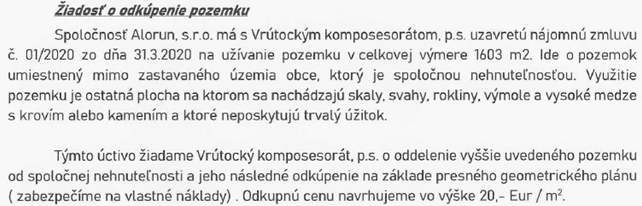 Žiadosť o odkúpenie pozemku
Spoločnosť Alorun, s.r.o. má s Vrútockým komposesorátom, p.s. uzavretú nájomnú zmluvu
č. 01/2020 zo dňa 31.3.2020 na užívanie pozemku v celkovej výmere 1603 m2. Ide o pozemok
umiestnený mimo zastavaného územia obce, ktorý je spoločnou nehnuteľnosťou. Využitie
pozemku je ostatná plocha na ktorom sa nachádzajú skaly, svahy, rokliny, výmole a vysoké medze
s krovím alebo kamením a ktoré neposkytujú trvalý úžitok.
Týmto úctivo žiadame Vrútocký komposesorát, p.s. o oddelenie vyššie uvedeného pozemku
od spoločnej nehnuteľnosti a jeho následné odkúpenie na základe presného geometrického plánu
( zabezpečíme na vlastné náklady) . Odkupnú cenu navrhujeme vo výške 20,- Eur / m².